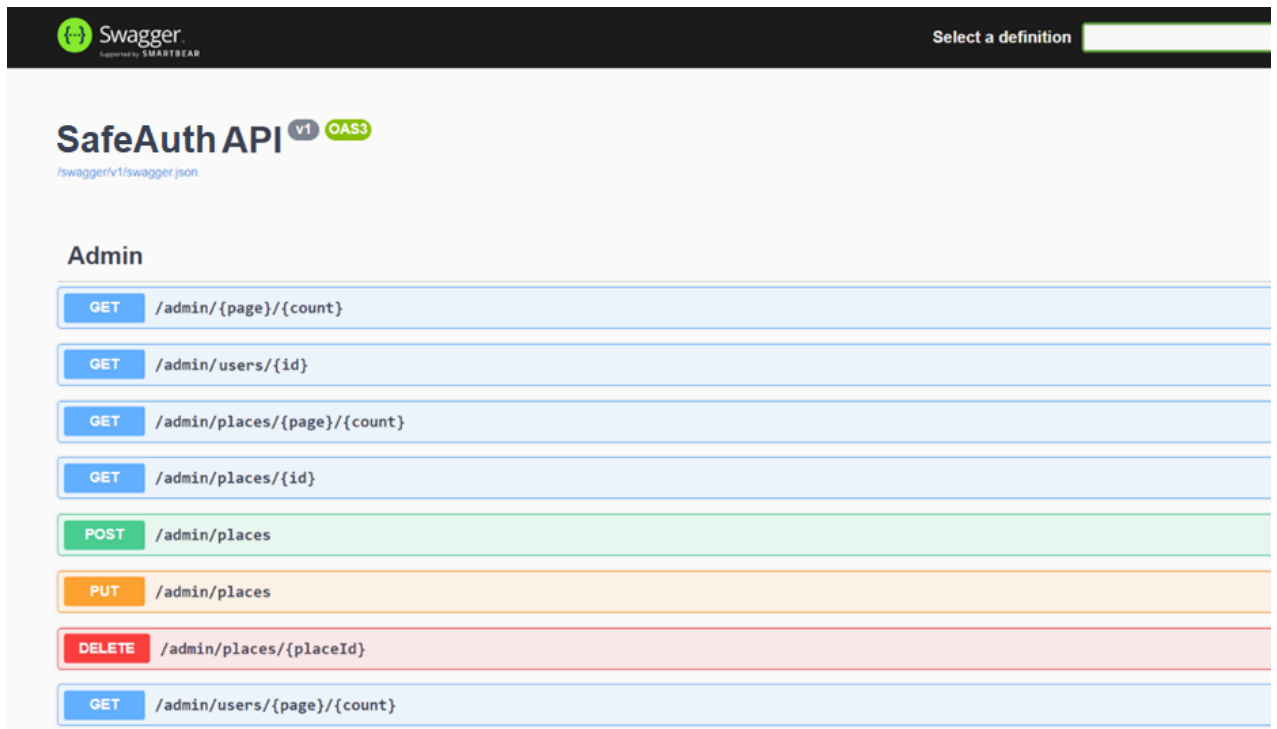 Swagger.
Supported by SMARTBEAR
Select a definition
SafeAuth API v1 OAS3
/swagger/v1/swagger.json
Admin
GET /admin/{page}/{count}
GET /admin/users/{id}
GET /admin/places/{page}/{count}
GET /admin/places/{id}
POST /admin/places
PUT /admin/places
DELETE /admin/places/{placeId}
GET /admin/users/{page}/{count}